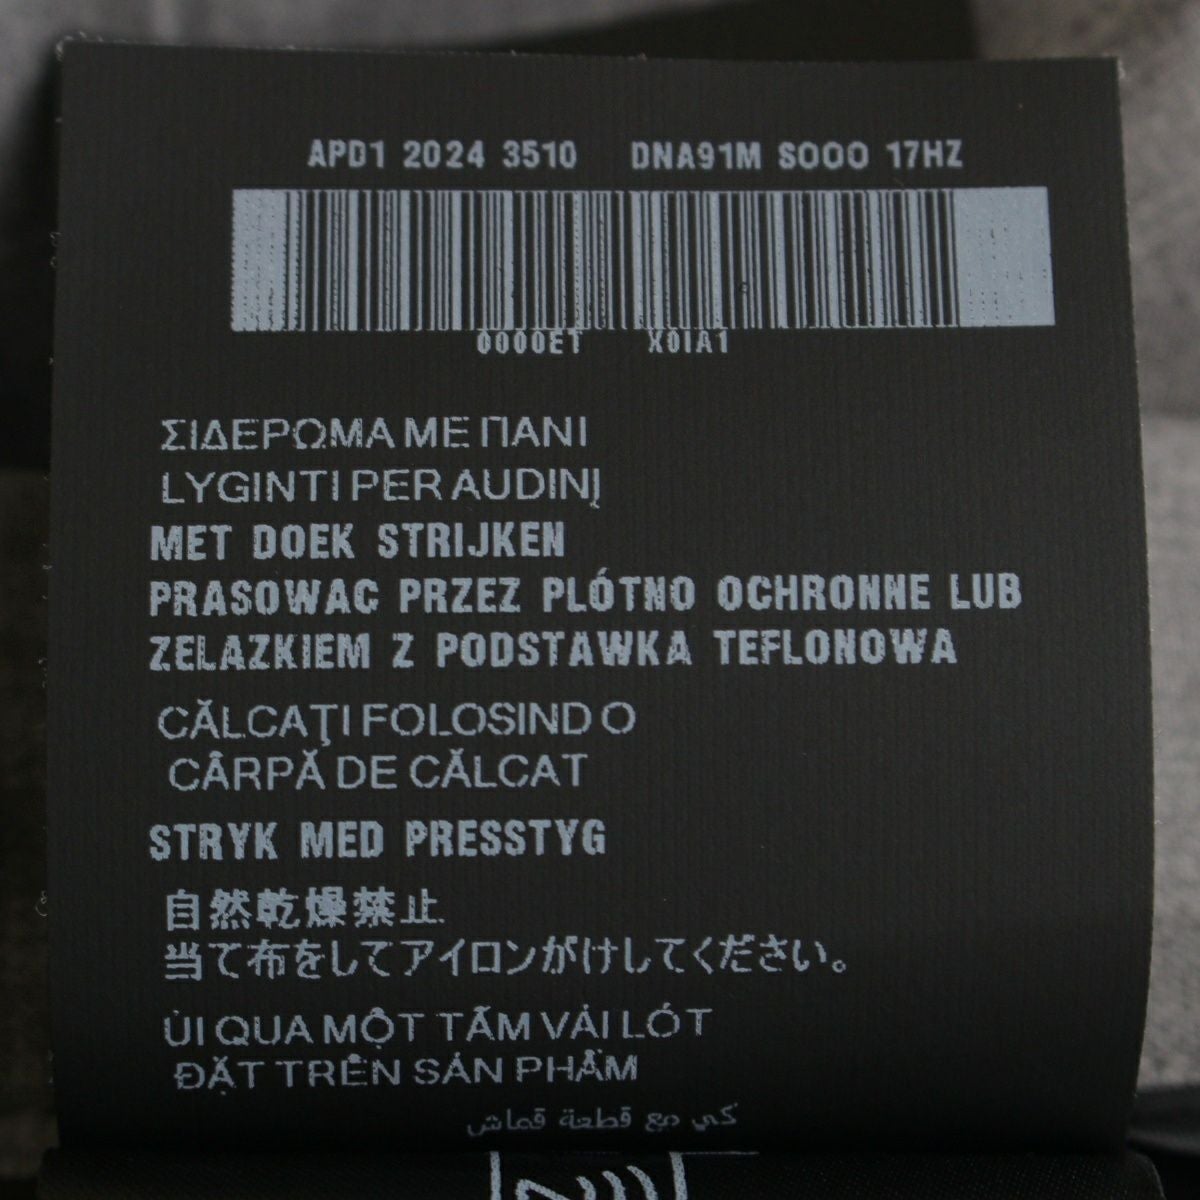 APD1 2024 3510 DNA91M SOOO 17HZ
0000ET X0IA1
ΣΙΔΕΡΩΜΑ ΜΕ ΠΑΝΙ
LYGINTI PER AUDINĮ
MET DOEK STRIJKEN
PRASOWAC PRZEZ PLÓTNO OCHRONNE LUB
ZELAZKIEM Z PODSTAWKA TEFLONOWA
CĂLCAŢI FOLOSIND O
CÂRPĂ DE CĂLCAT
STRYK MED PRESSTYG
自然乾燥禁止
当て布をしてアイロンがけしてください。
ỦI QUA MỘT TẤM VẢI LÓT
ĐẶT TRÊN SẢN PHẨM
كي مع قطعة قماش